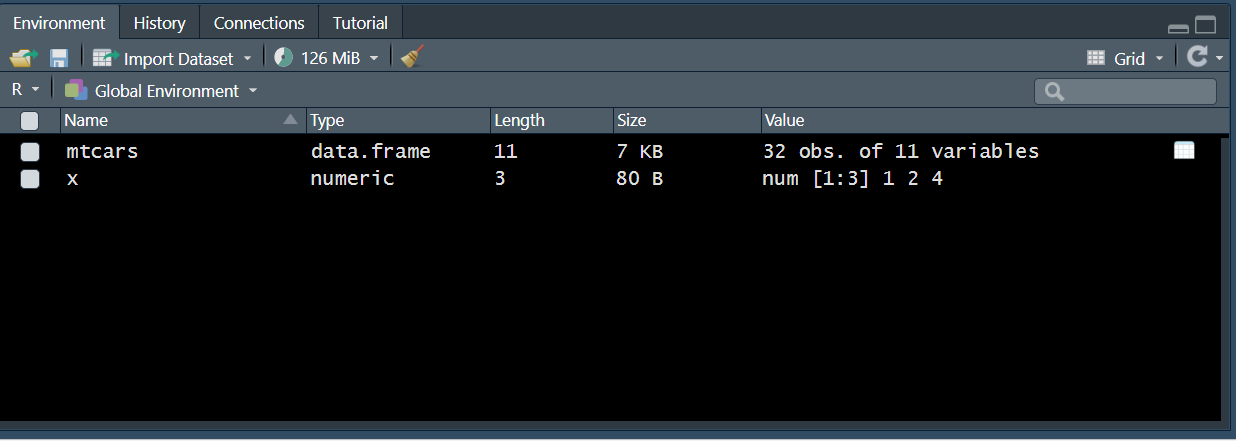 Environment History Connections Tutorial
Import Dataset 126 MiB Grid
R Global Environment
Name Type Length Size Value
mtcars data.frame 11 7 KB 32 obs. of 11 variables
x numeric 3 80 B num [1:3] 1 2 4